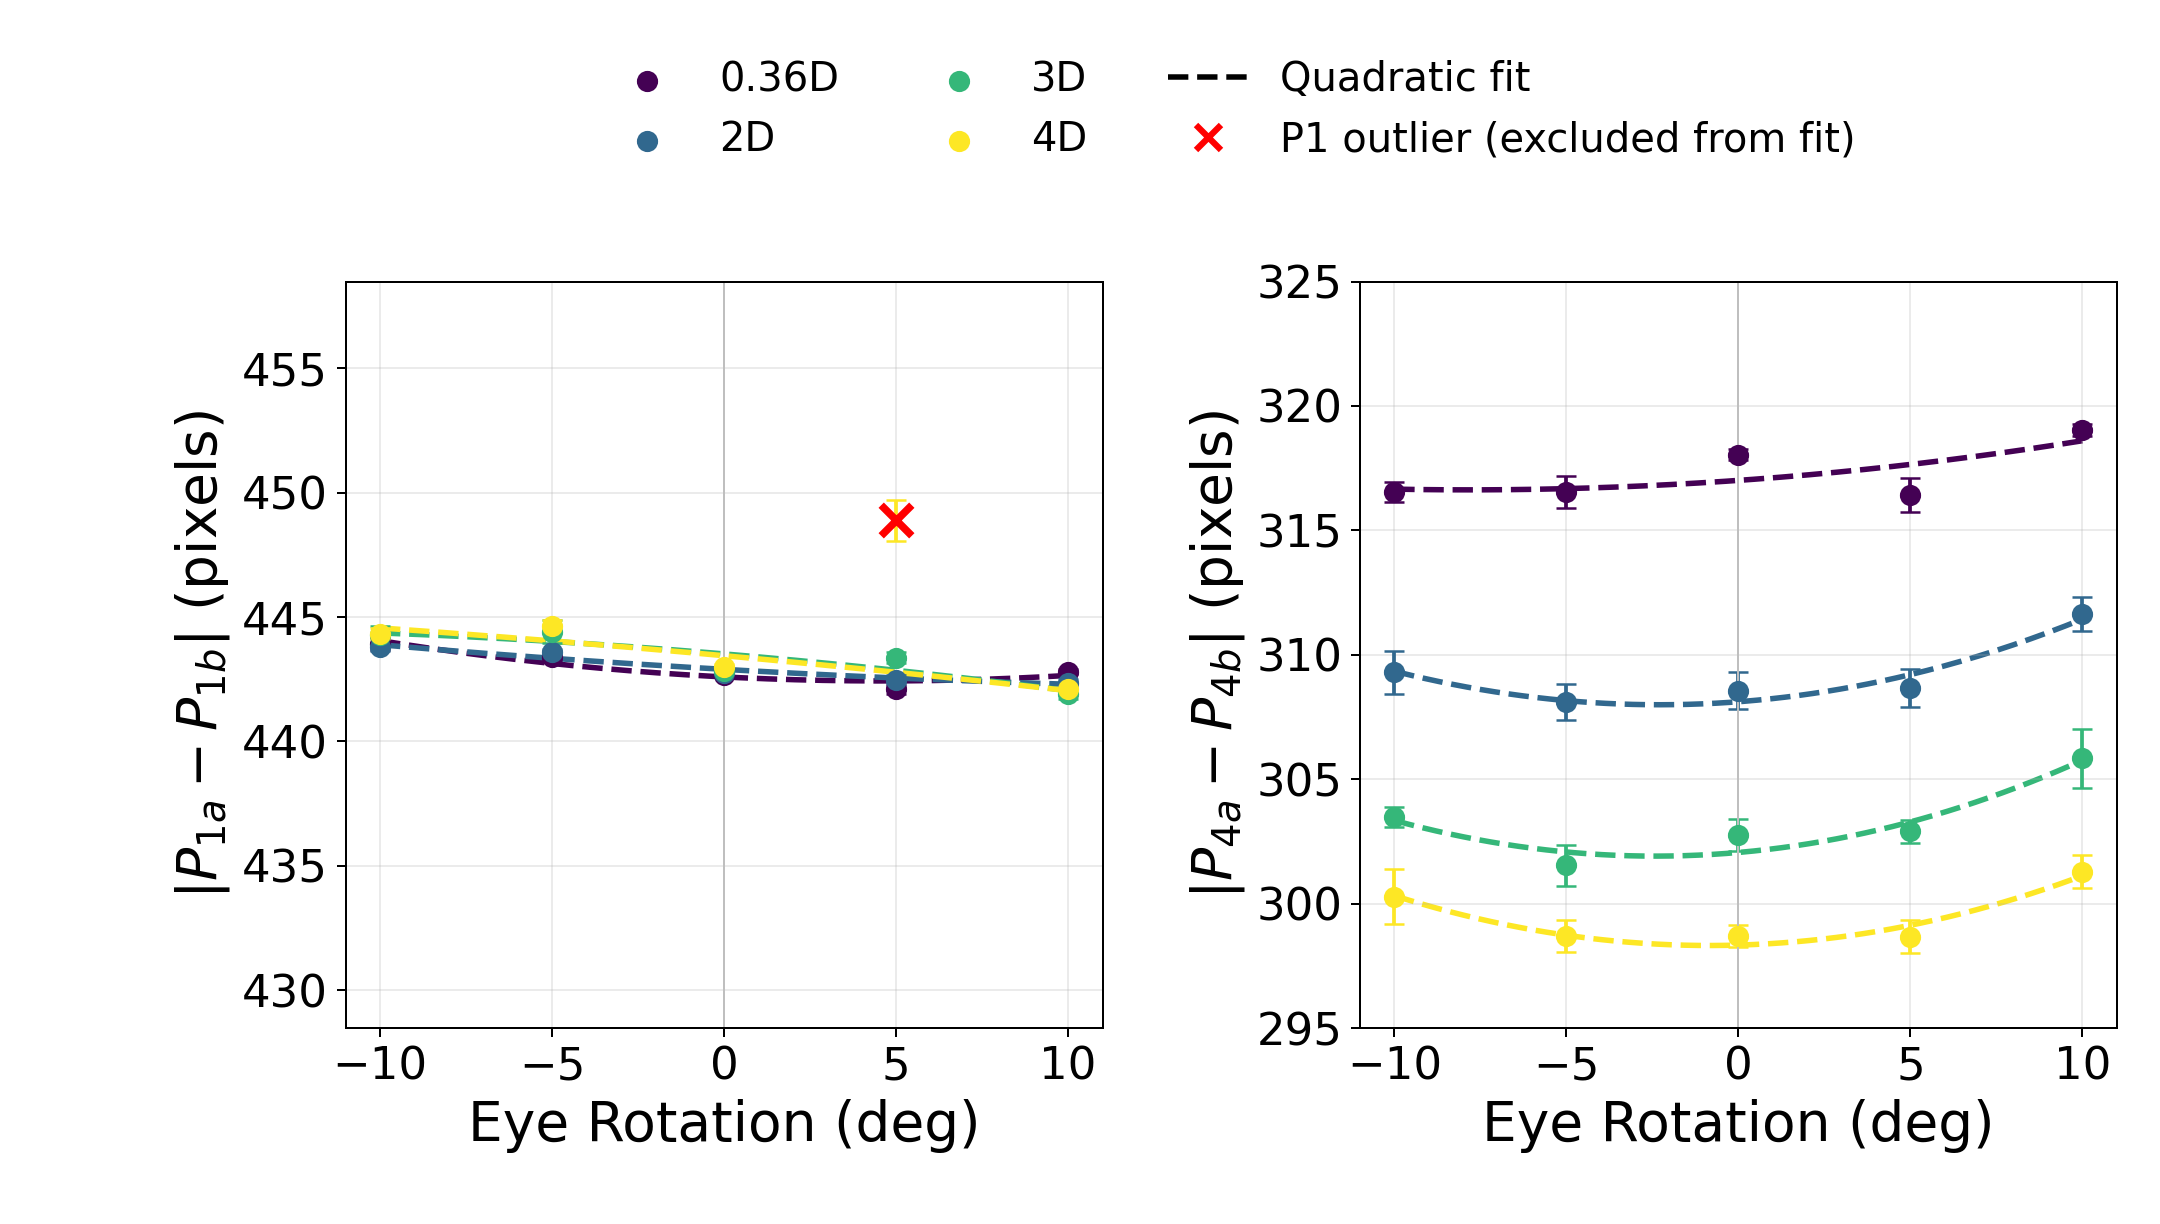 0.36D
2D
3D
4D
Quadratic fit
P1 outlier (excluded from fit)
|P1a − P1b| (pixels)
455
450
445
440
435
430
−10 −5 0 5 10
Eye Rotation (deg)
|P4a − P4b| (pixels)
325
320
315
310
305
300
295
−10 −5 0 5 10
Eye Rotation (deg)